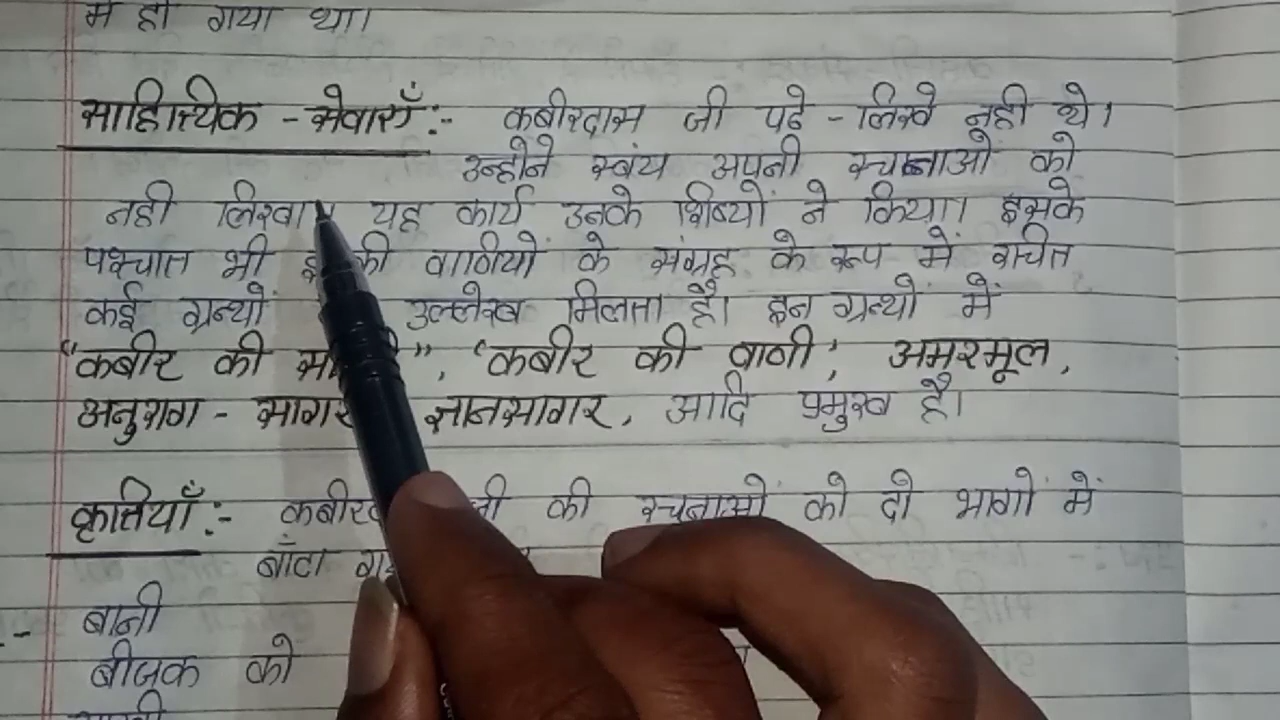 में हो गया था।
साहित्यिक - सेवाएँ :- कबीरदास जी पढे - लिखे नही थे।
उन्होने स्वंय अपनी रचनाओं को
नही लिखा। यह कार्य उनके शिष्यों ने किया। इसके
पश्चात भी की वाणीयों के संग्रह के रूप में रचित
कई ग्रन्थों उल्लेख मिलता है। इन ग्रन्थों में
"कबीर की ", 'कबीर की वाणी', अमरमूल,
अनुराग - सागर ज्ञानसागर, आदि प्रमुख है।
कृतियाँ :- जी की रचनाओं को दो भागों में
बाँटा
- बानी
बीजक को